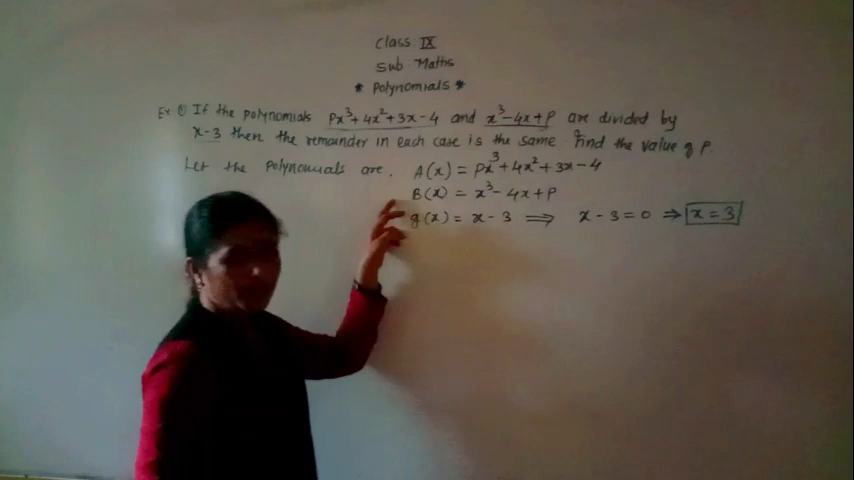 Class IX
Sub Maths
* Polynomials *
Ex ① If the polynomials Px³+4x²+3x-4 and x³-4x+P are divided by
x-3 then the remainder in each case is the same. Find the value of P.
Let the Polynomials are. A(x) = Px³+4x²+3x-4
B(x) = x³-4x+P
g(x) = x-3 ⟹ x-3=0 ⇒ x=3